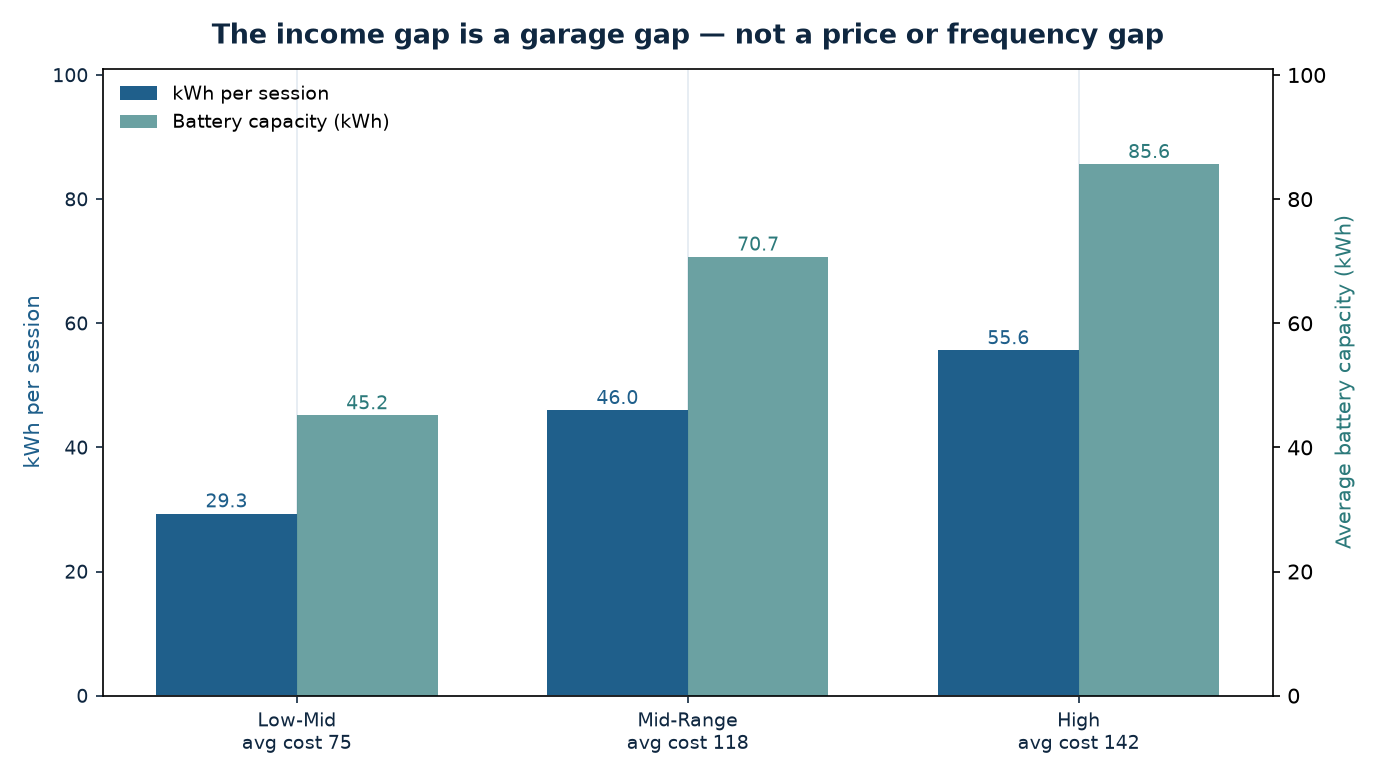 The income gap is a garage gap — not a price or frequency gap
kWh per session
Battery capacity (kWh)
100
80
60
40
20
0
kWh per session
29.3
45.2
46.0
70.7
55.6
85.6
100
80
60
40
20
0
Average battery capacity (kWh)
Low-Mid
avg cost 75
Mid-Range
avg cost 118
High
avg cost 142